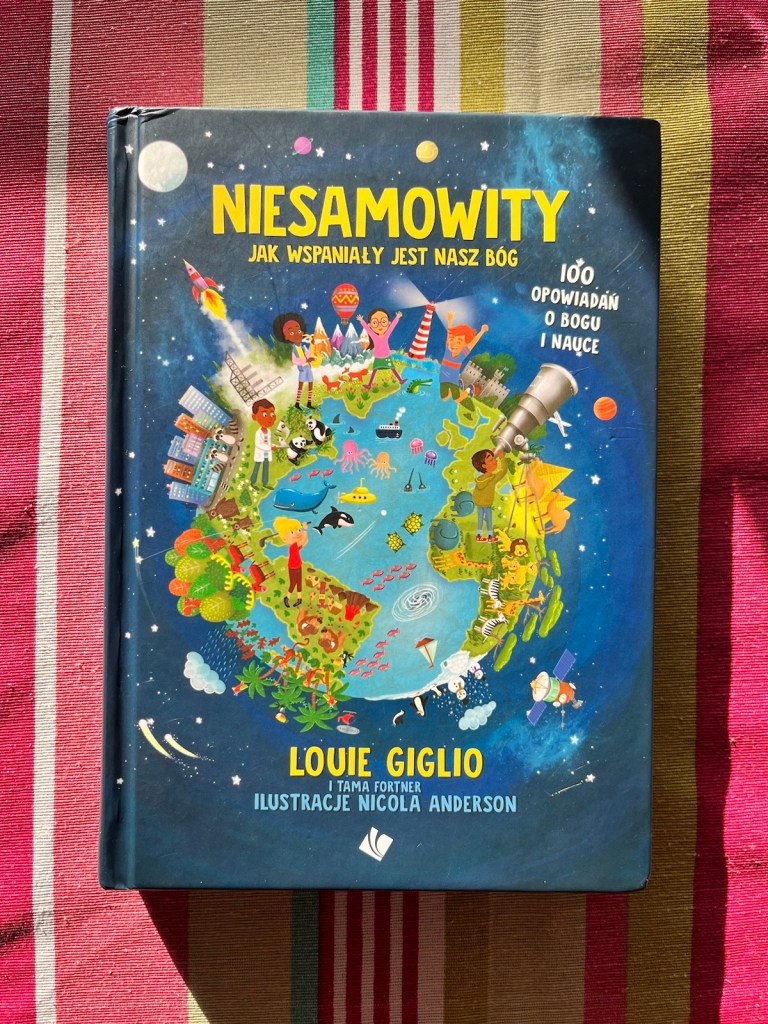 NIESAMOWITY
JAK WSPANIAŁY JEST NASZ BÓG
100
OPOWIADAŃ
O BOGU
I NAUCE
LOUIE GIGLIO
I TAMA FORTNER
ILUSTRACJE NICOLA ANDERSON